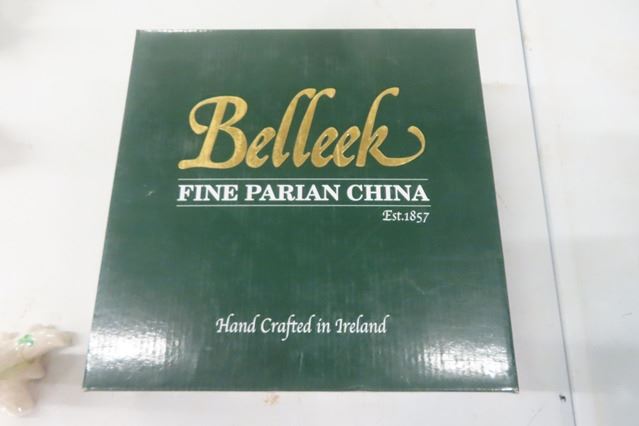 Belleek
FINE PARIAN CHINA
Est.1857
Hand Crafted in Ireland